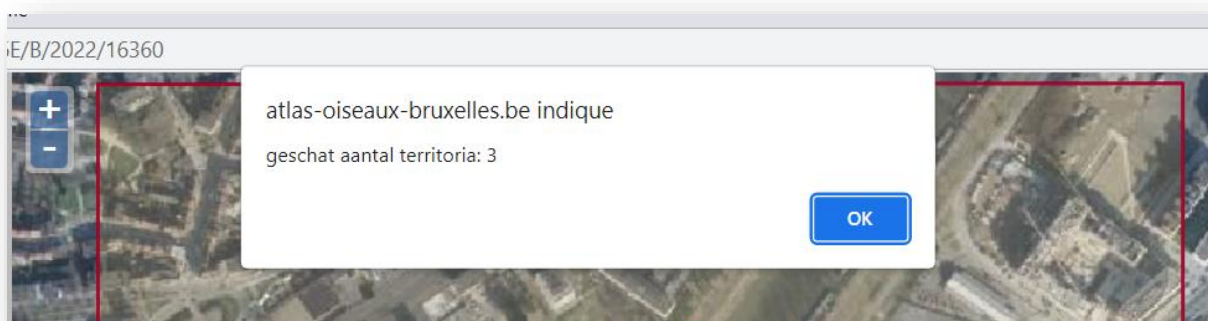 E/B/2022/16360
+
-
atlas-oiseaux-bruxelles.be indique
geschat aantal territoria: 3
OK